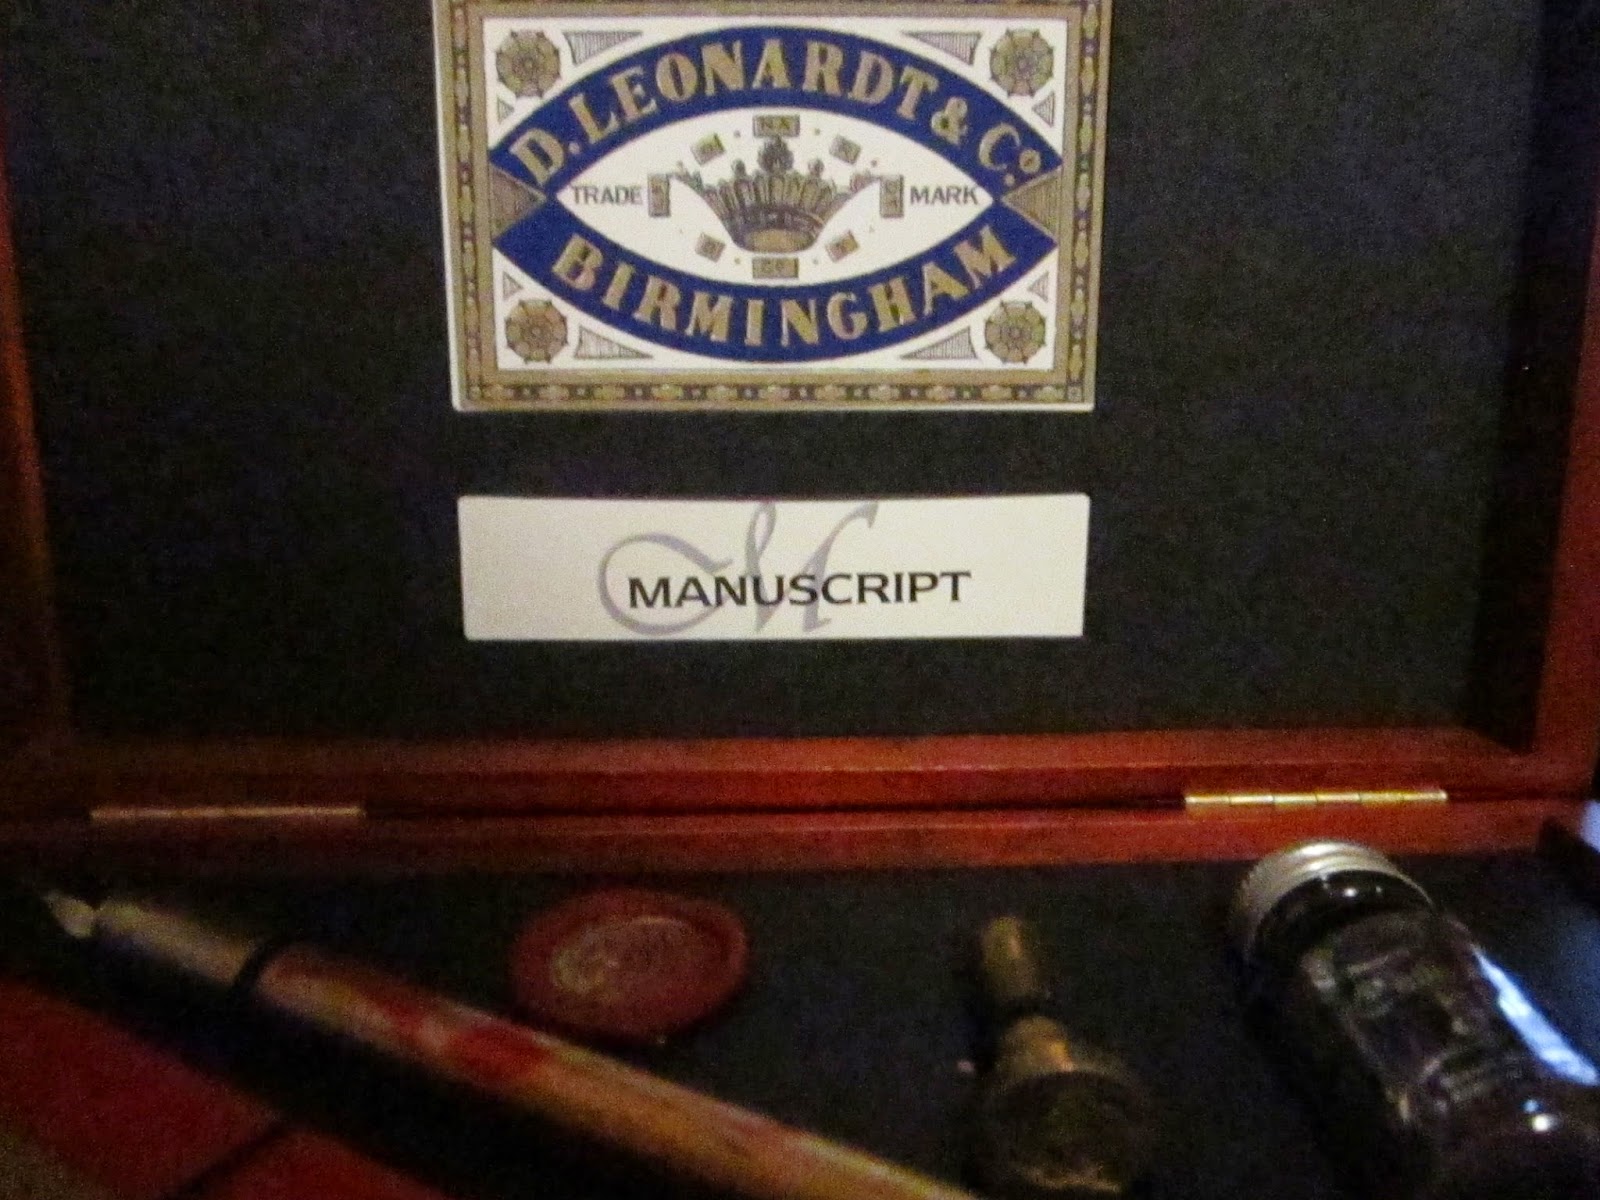 D. LEONARDT & Co.
TRADE MARK
BIRMINGHAM
MANUSCRIPT